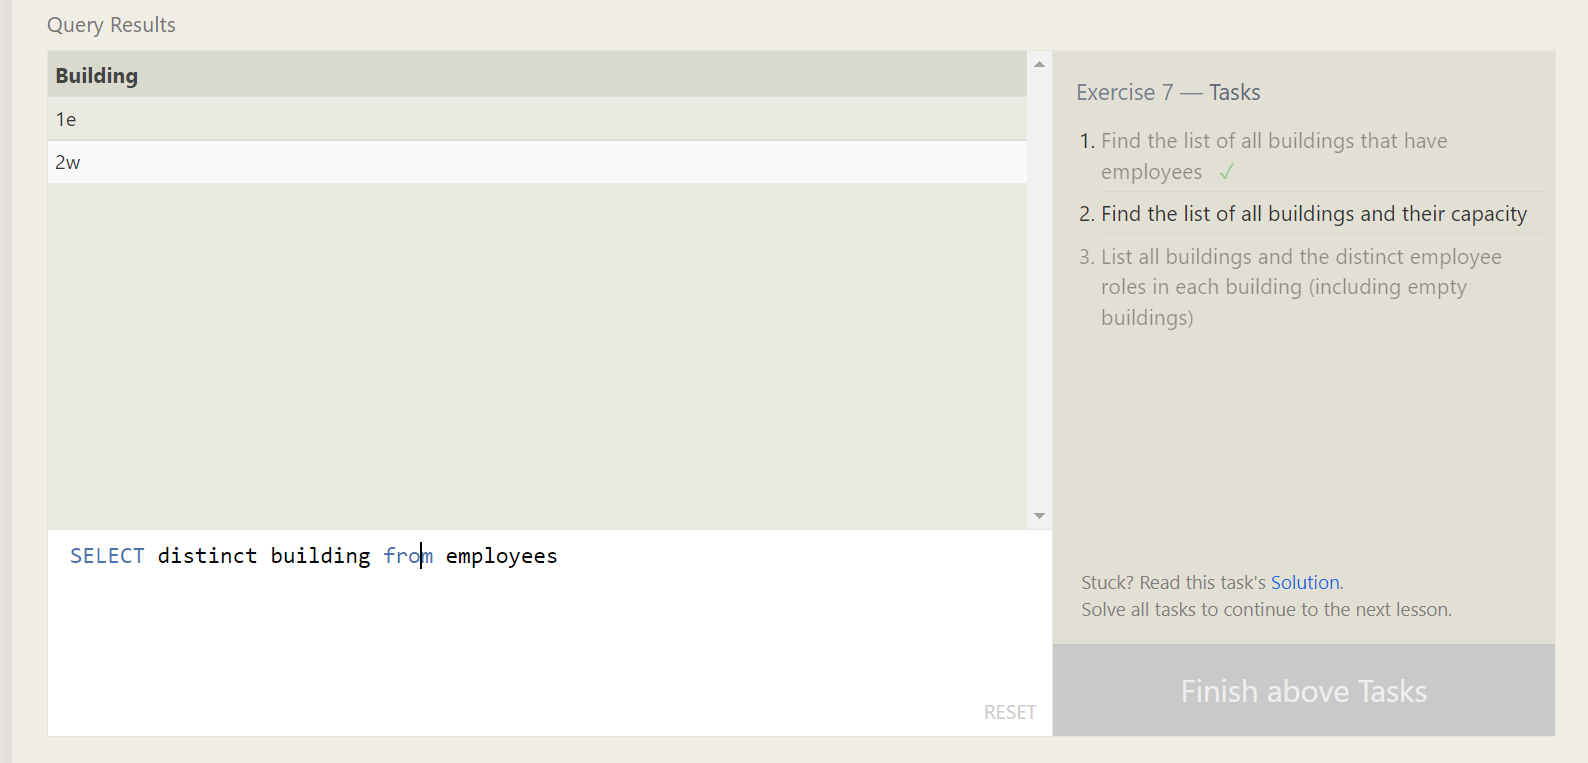 Query Results
Building
1e
2w
SELECT distinct building from employees
RESET
Exercise 7 — Tasks
1. Find the list of all buildings that have
employees ✓
2. Find the list of all buildings and their capacity
3. List all buildings and the distinct employee
roles in each building (including empty
buildings)
Stuck? Read this task's Solution.
Solve all tasks to continue to the next lesson.
Finish above Tasks